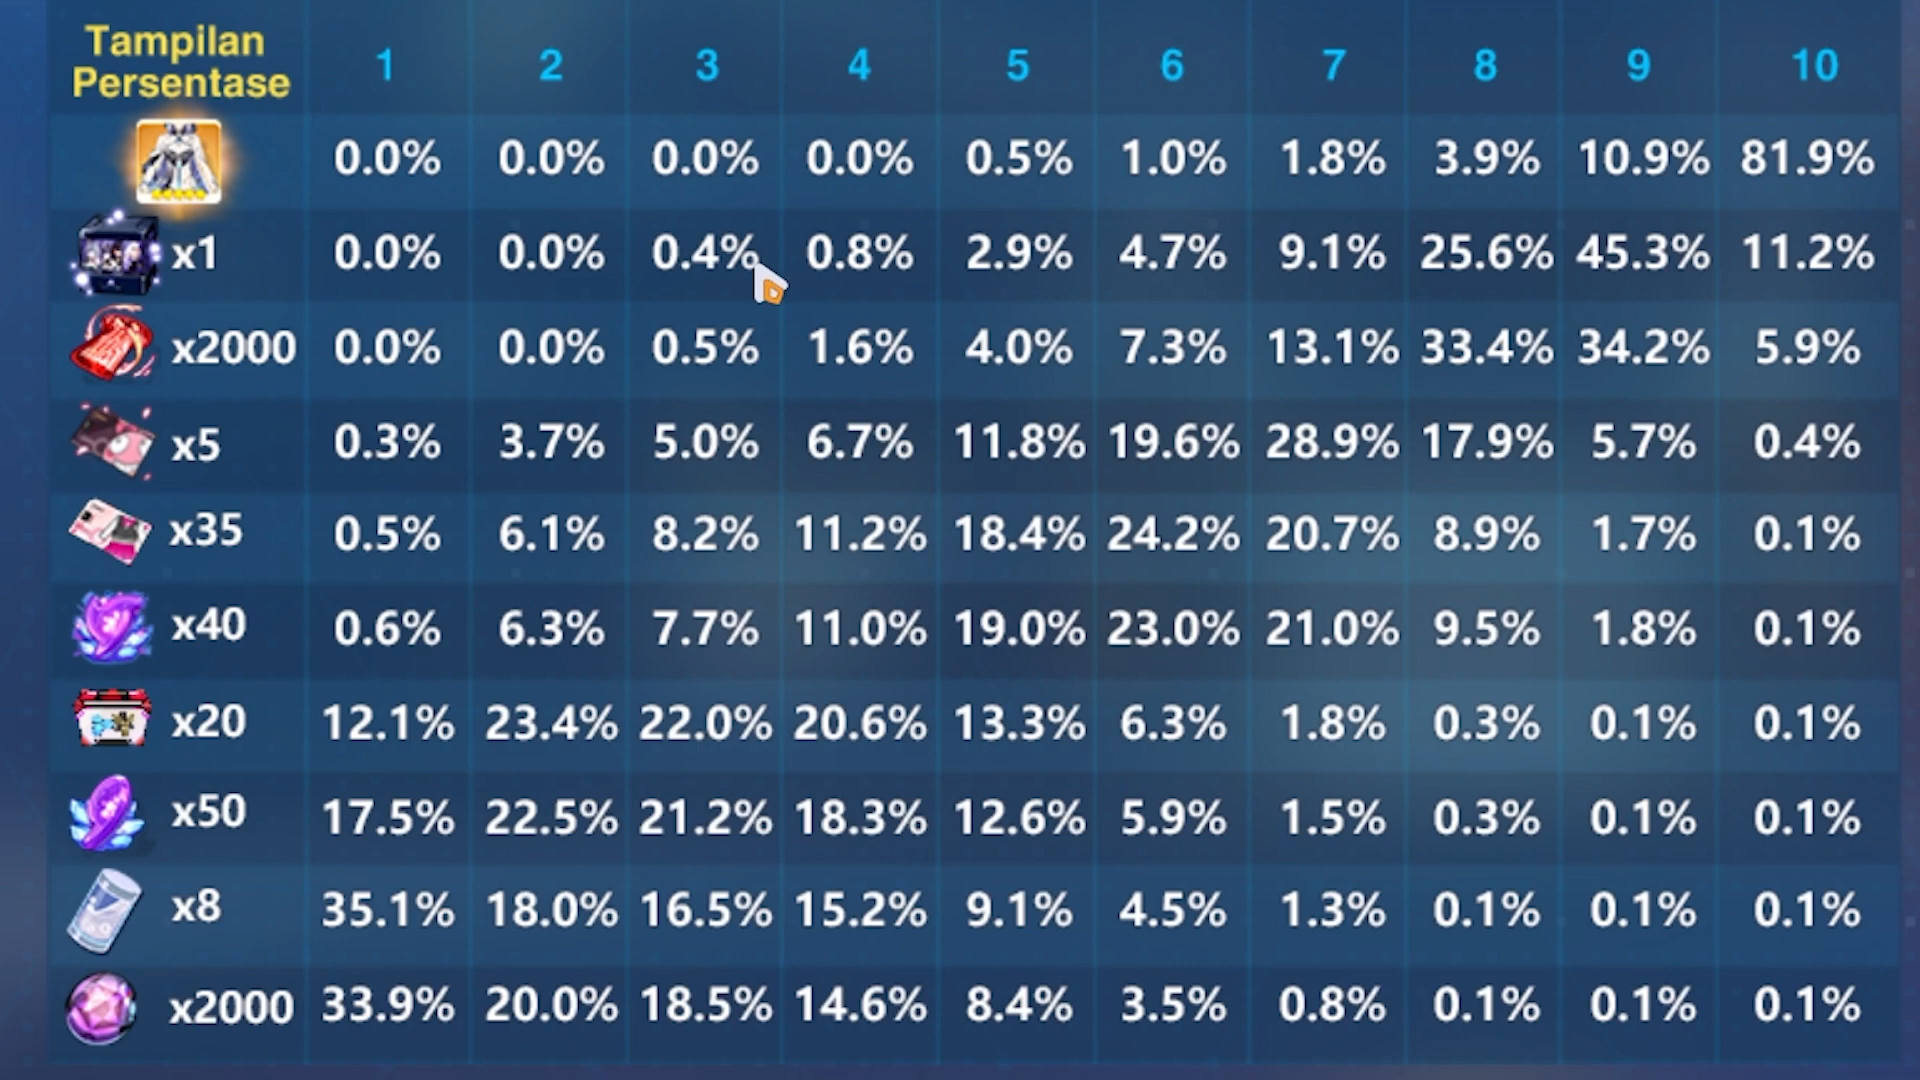 Tampilan
Persentase 1 2 3 4 5 6 7 8 9 10
0.0% 0.0% 0.0% 0.0% 0.5% 1.0% 1.8% 3.9% 10.9% 81.9%
x1 0.0% 0.0% 0.4% 0.8% 2.9% 4.7% 9.1% 25.6% 45.3% 11.2%
x2000 0.0% 0.0% 0.5% 1.6% 4.0% 7.3% 13.1% 33.4% 34.2% 5.9%
x5 0.3% 3.7% 5.0% 6.7% 11.8% 19.6% 28.9% 17.9% 5.7% 0.4%
x35 0.5% 6.1% 8.2% 11.2% 18.4% 24.2% 20.7% 8.9% 1.7% 0.1%
x40 0.6% 6.3% 7.7% 11.0% 19.0% 23.0% 21.0% 9.5% 1.8% 0.1%
x20 12.1% 23.4% 22.0% 20.6% 13.3% 6.3% 1.8% 0.3% 0.1% 0.1%
x50 17.5% 22.5% 21.2% 18.3% 12.6% 5.9% 1.5% 0.3% 0.1% 0.1%
x8 35.1% 18.0% 16.5% 15.2% 9.1% 4.5% 1.3% 0.1% 0.1% 0.1%
x2000 33.9% 20.0% 18.5% 14.6% 8.4% 3.5% 0.8% 0.1% 0.1% 0.1%